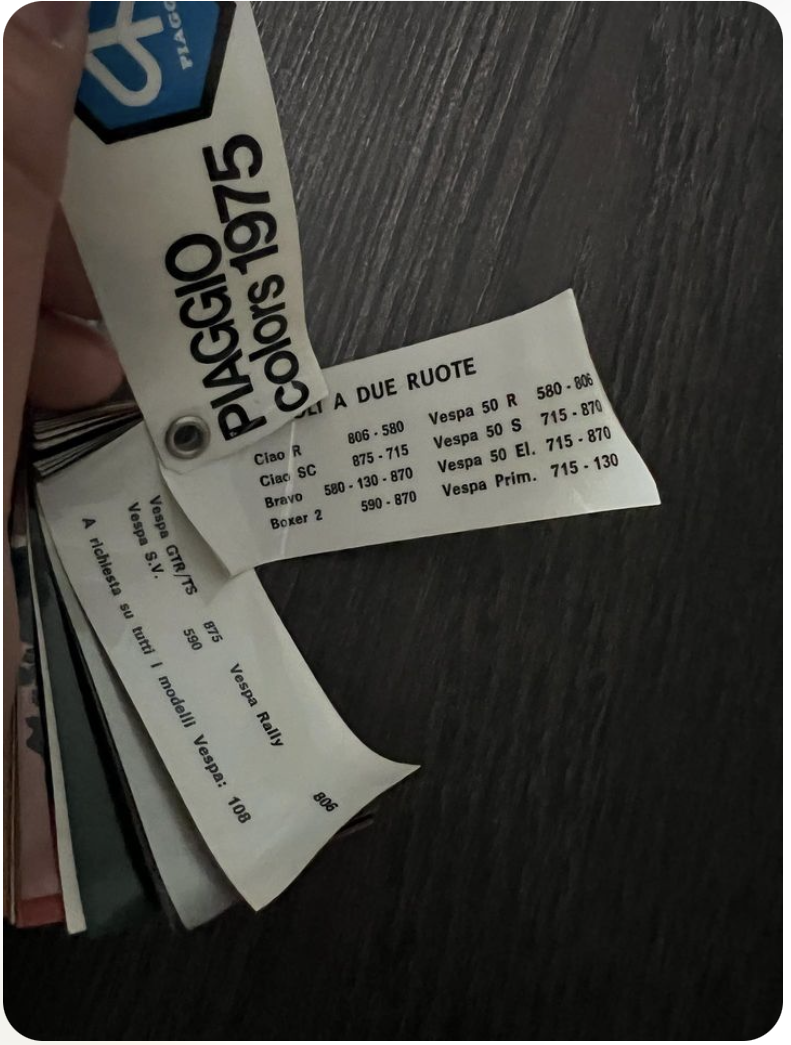 PIAGGIO
colors 1975
A DUE RUOTE
Ciao R 806 - 580
Ciao SC 875 - 715
Bravo 580 - 130 - 870
Boxer 2 590 - 870
Vespa 50 R 580 - 806
Vespa 50 S 715 - 870
Vespa 50 El. 715 - 870
Vespa Prim. 715 - 130
Vespa GTR/TS 875
Vespa S.V. 590
Vespa Rally 806
A richiesta su tutti i modelli Vespa: 108